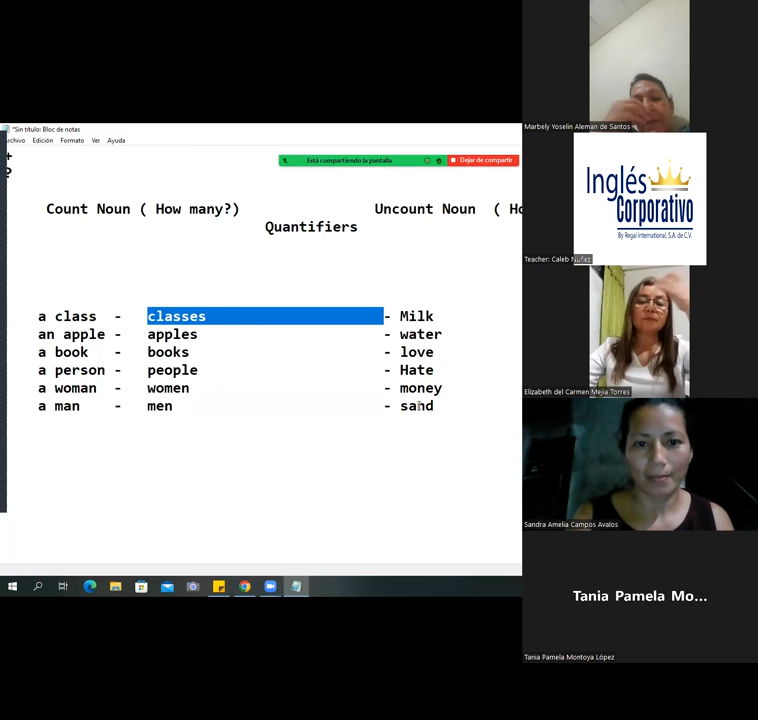 *Sin título: Bloc de notas
Archivo Edición Formato Ver Ayuda
+
?
Está compartiendo la pantalla
Dejar de compartir
Count Noun ( How many?)
Uncount Noun (
Quantifiers
a class - classes - Milk
an apple - apples - water
a book - books - love
a person - people - Hate
a woman - women - money
a man - men - sand
Marbely Yoselin Aleman de Santos
Inglés
Corporativo
By Regal International, S.A. de C.V.
Teacher: Caleb Nuñez
Elizabeth del Carmen Mejia Torres
Sandra Amelia Campos Avalos
Tania Pamela Mo...
Tania Pamela Montoya López